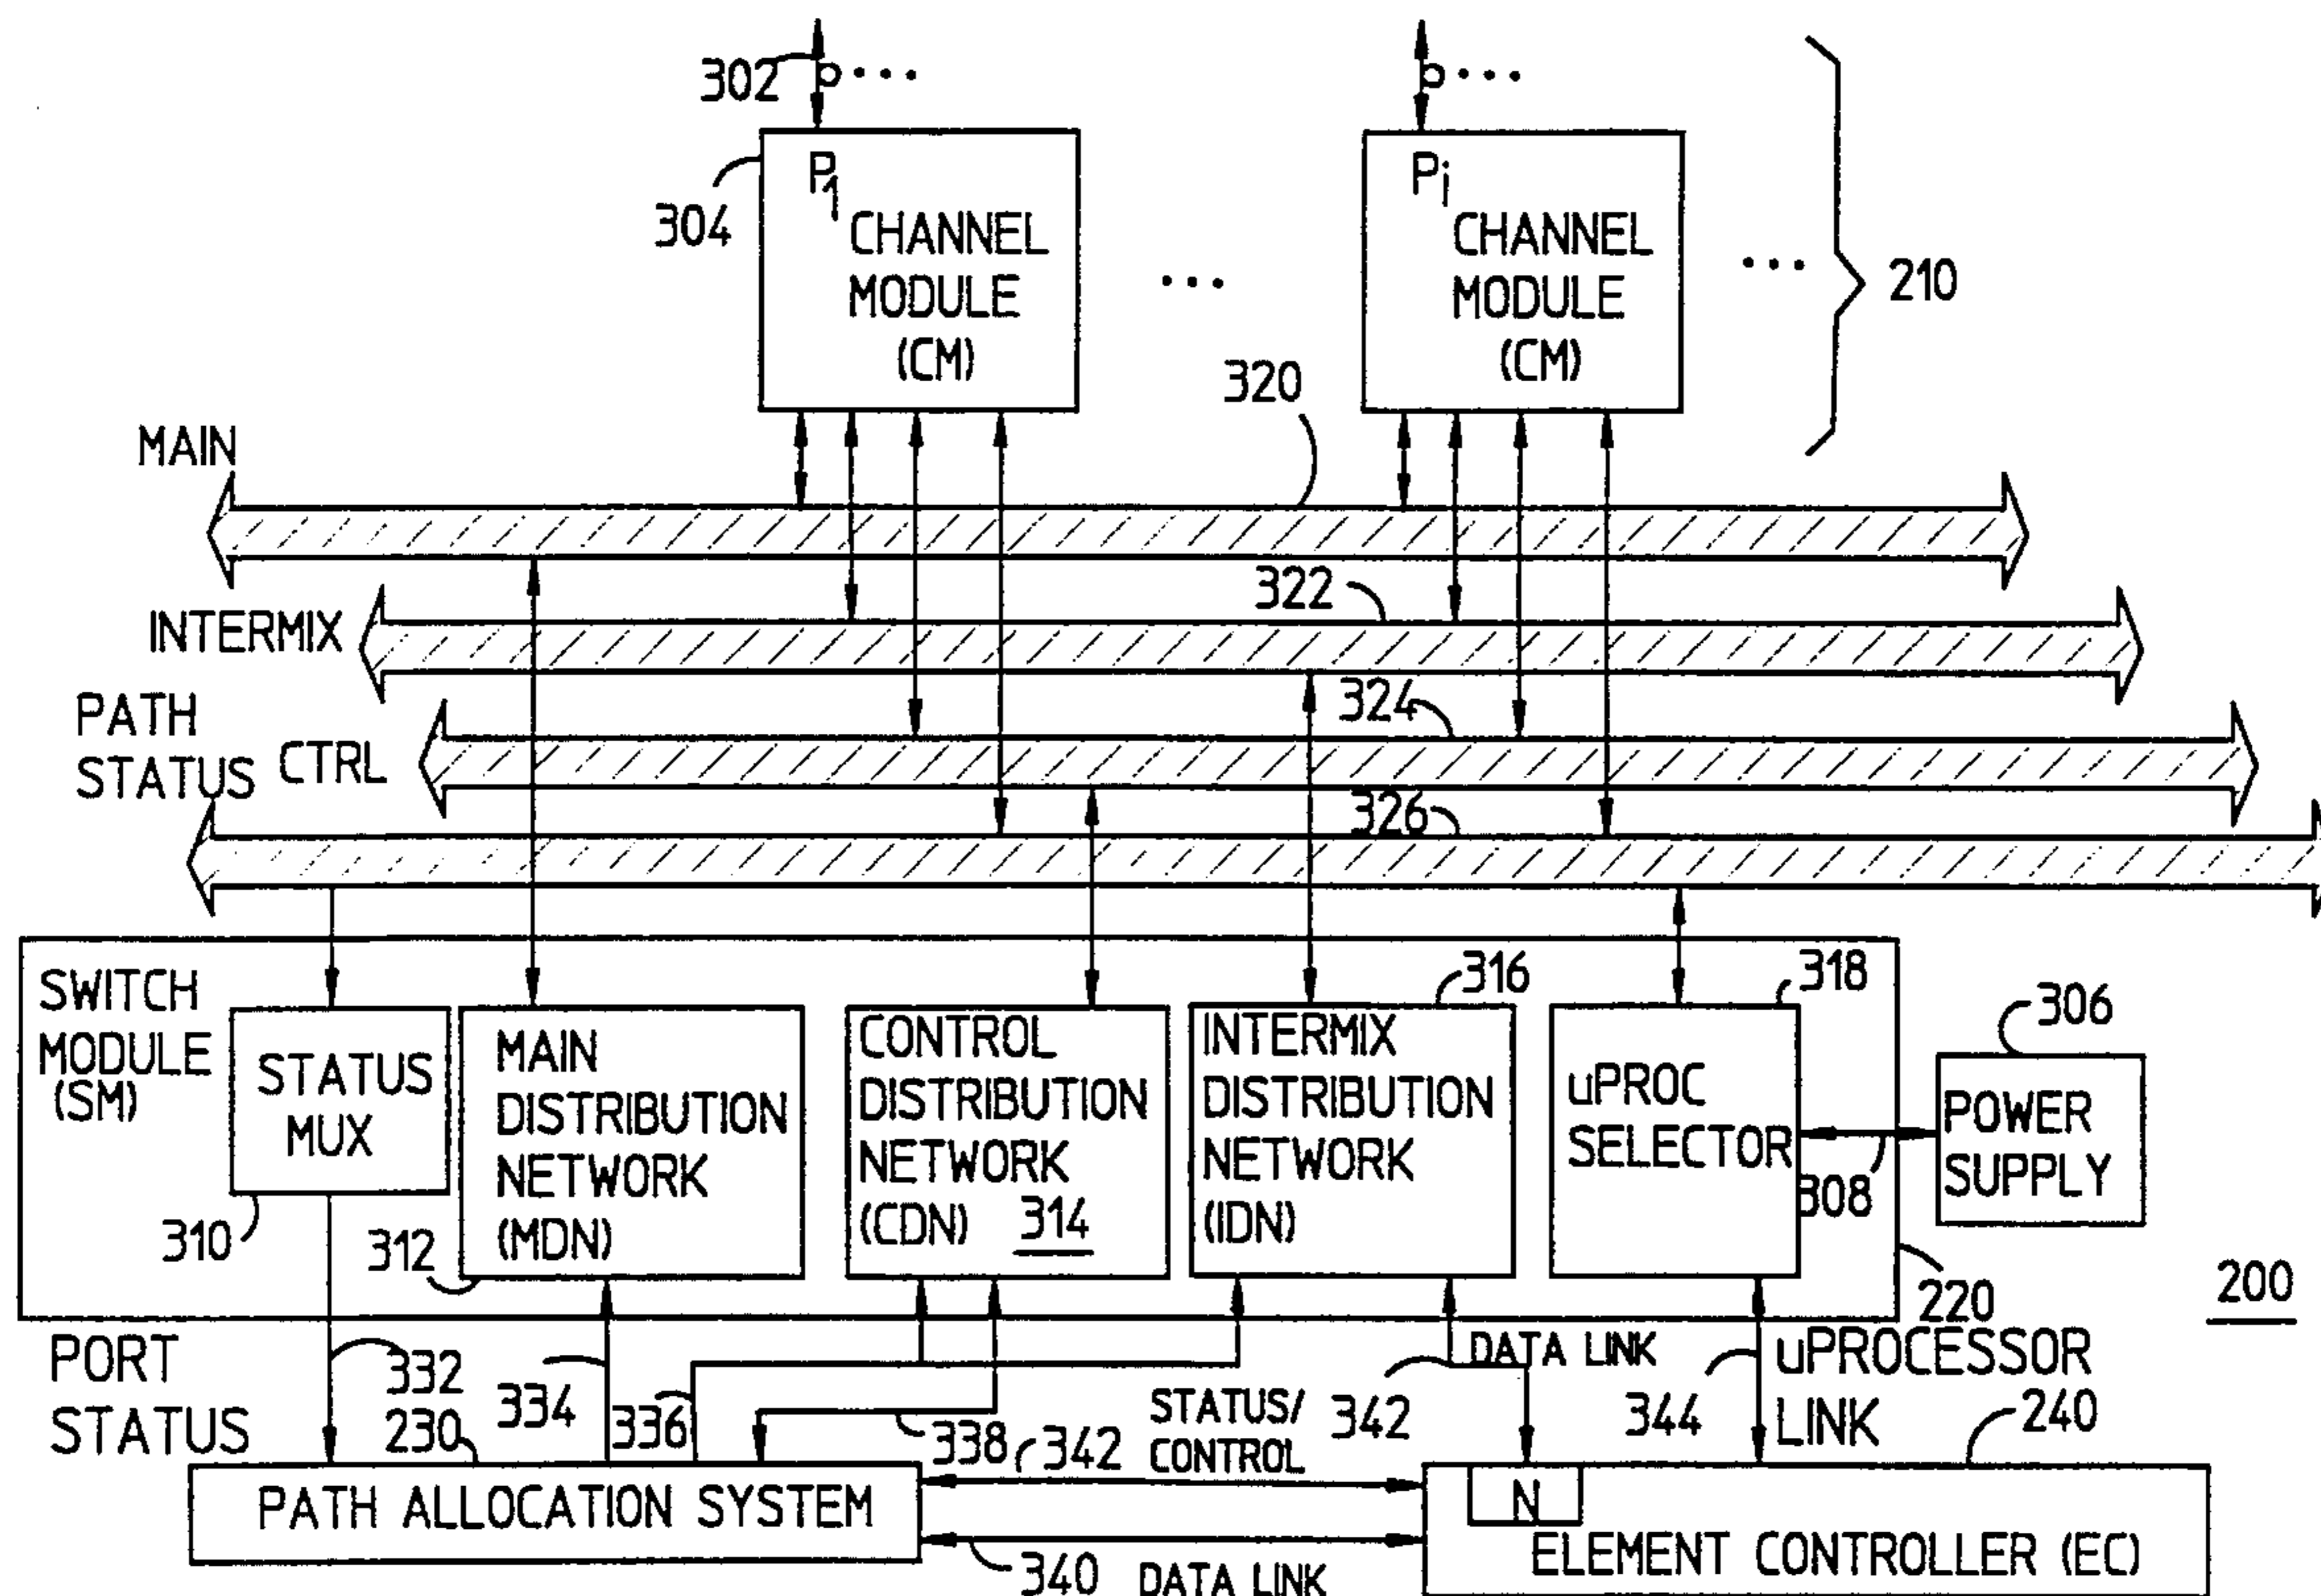 302
P1
CHANNEL
MODULE
(CM)
304
...
Pi
CHANNEL
MODULE
(CM)
...
210
320
MAIN
322
INTERMIX
324
PATH
STATUS
CTRL
326
SWITCH
MODULE
(SM)
STATUS
MUX
310
MAIN
DISTRIBUTION
NETWORK
(MDN)
312
CONTROL
DISTRIBUTION
NETWORK
(CDN)
314
316
INTERMIX
DISTRIBUTION
NETWORK
(IDN)
318
uPROC
SELECTOR
306
POWER
SUPPLY
308
220
200
PORT
STATUS
332
230
334
336
338
342
STATUS/
CONTROL
342
DATA LINK
344
uPROCESSOR
LINK
240
PATH ALLOCATION SYSTEM
N
ELEMENT CONTROLLER (EC)
340
DATA LINK